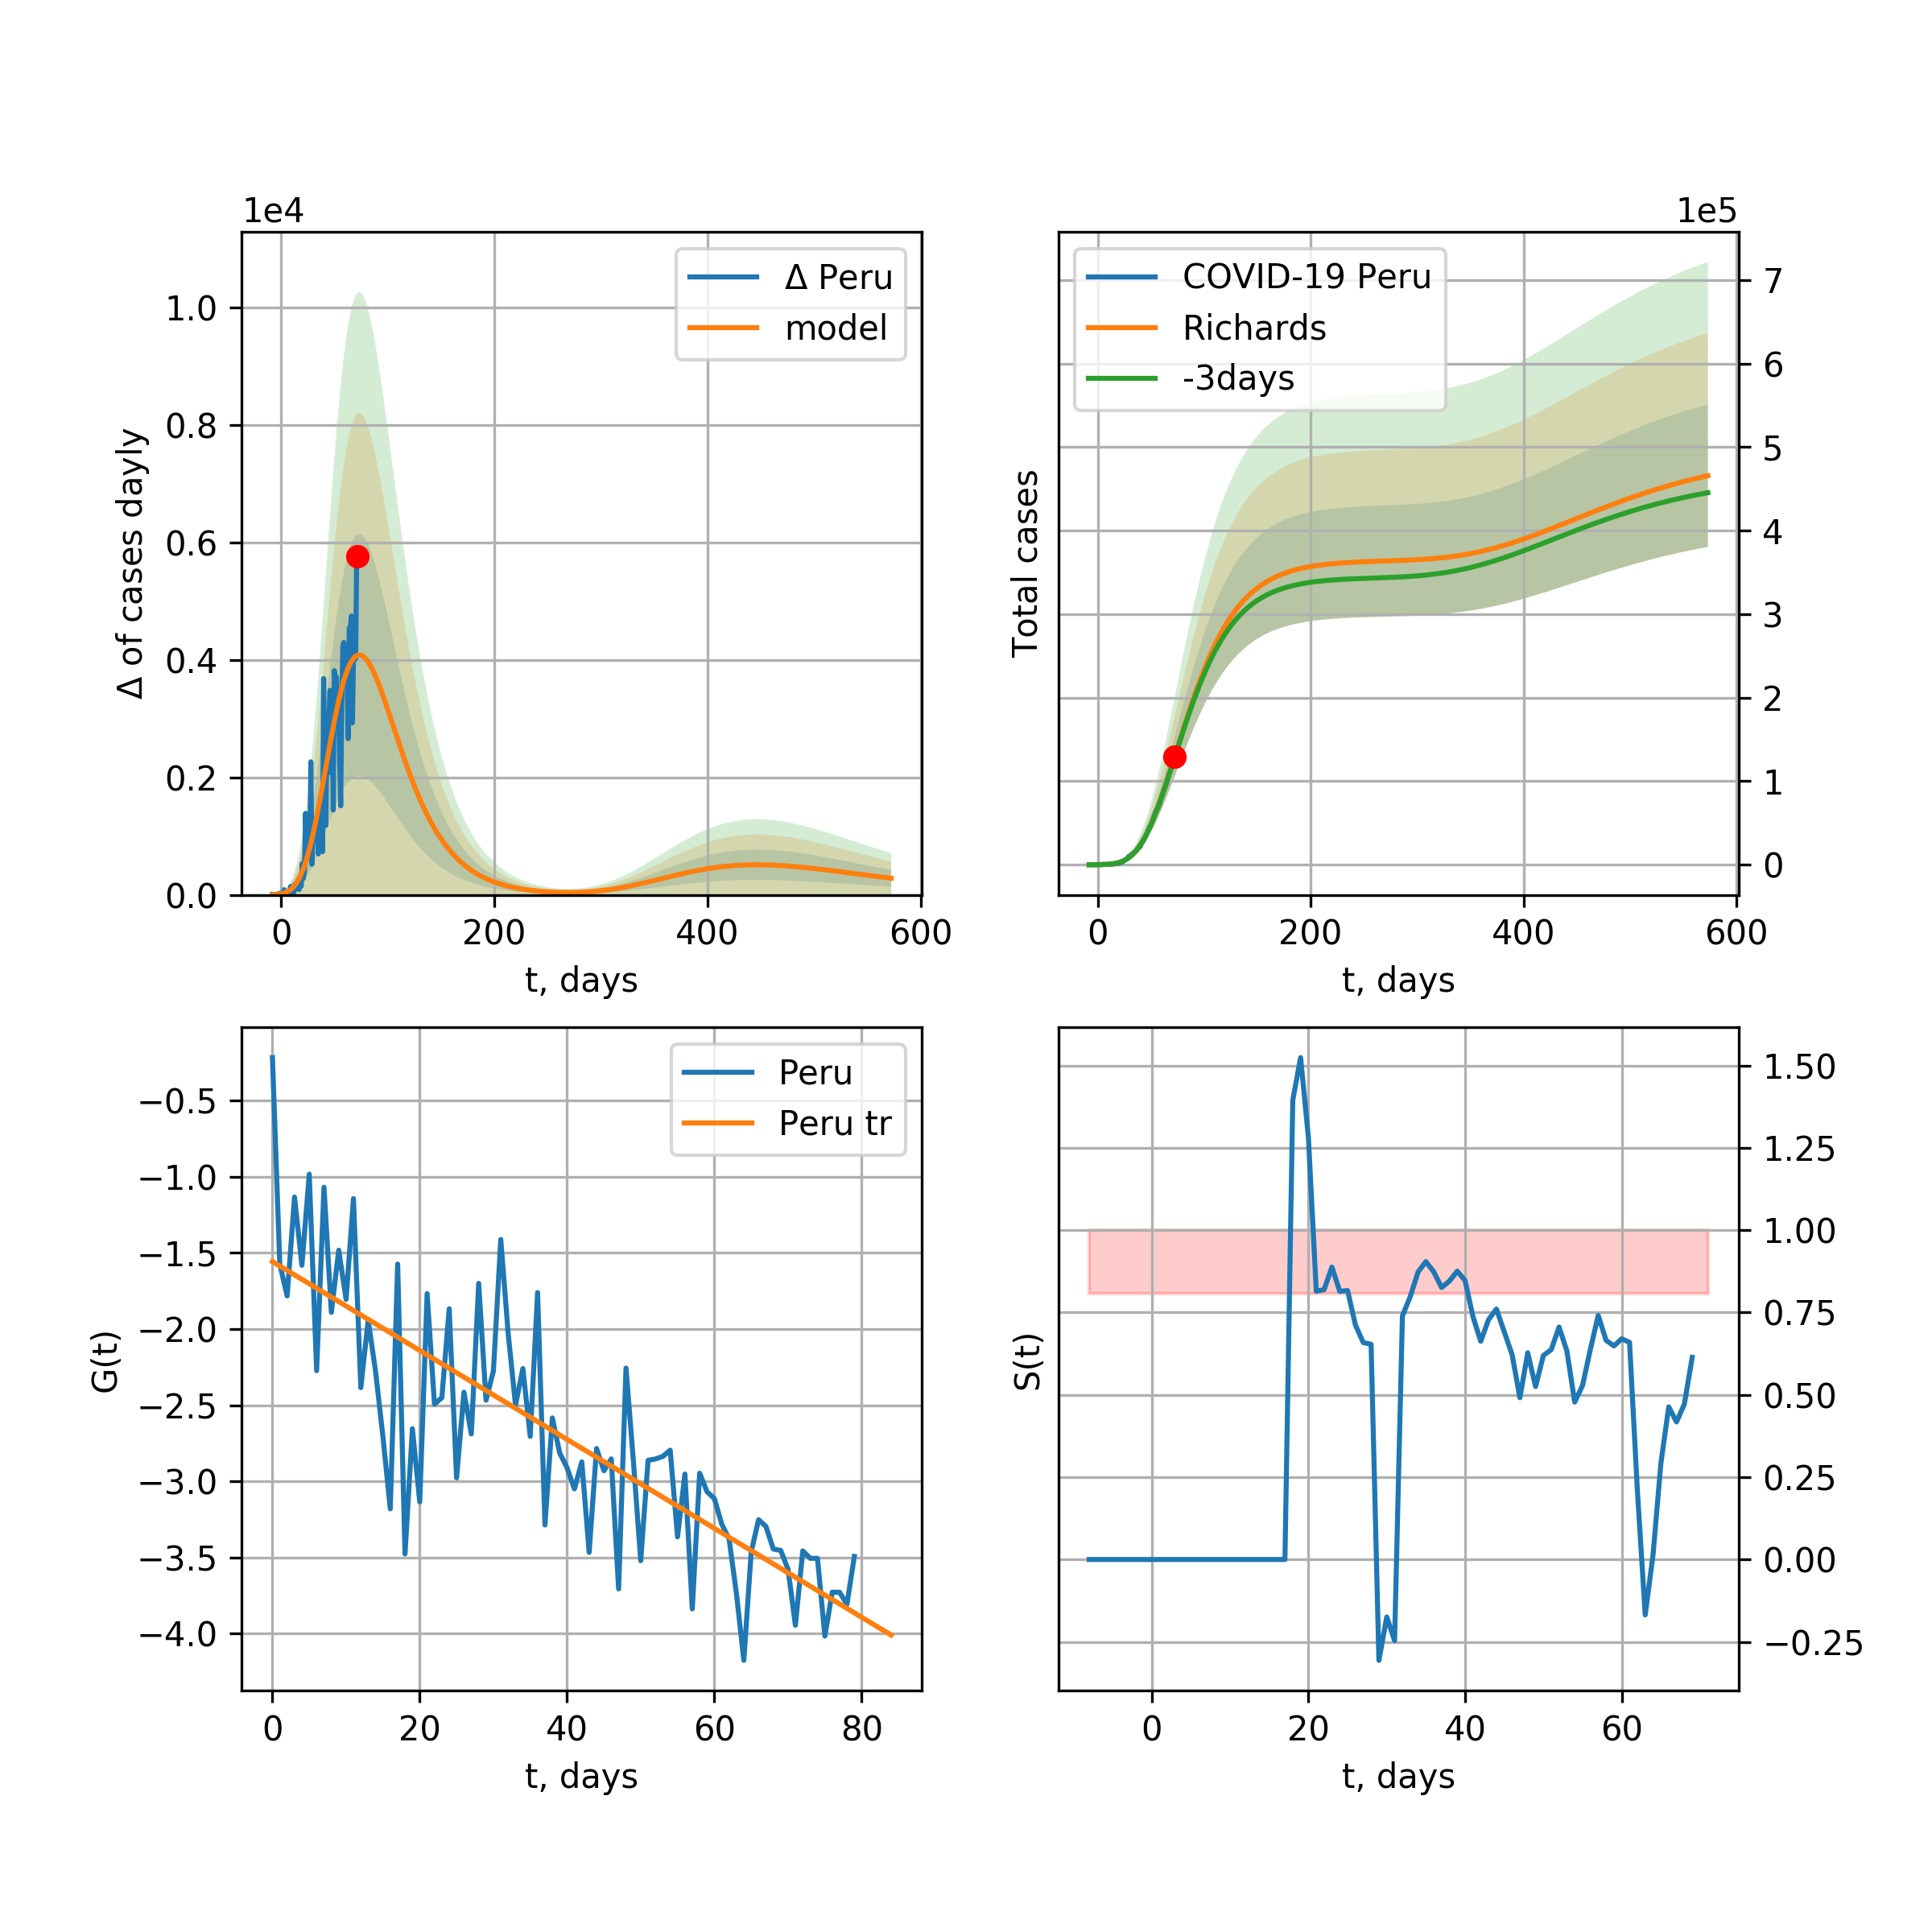 1e4
Δ of cases dayly
1.0
0.8
0.6
0.4
0.2
0.0
0 200 400 600
t, days
Δ Peru
model
1e5
Total cases
7
6
5
4
3
2
1
0
0 200 400 600
t, days
COVID-19 Peru
Richards
-3days
G(t)
−0.5
−1.0
−1.5
−2.0
−2.5
−3.0
−3.5
−4.0
0 20 40 60 80
t, days
Peru
Peru tr
S(t)
1.50
1.25
1.00
0.75
0.50
0.25
0.00
−0.25
0 20 40 60
t, days